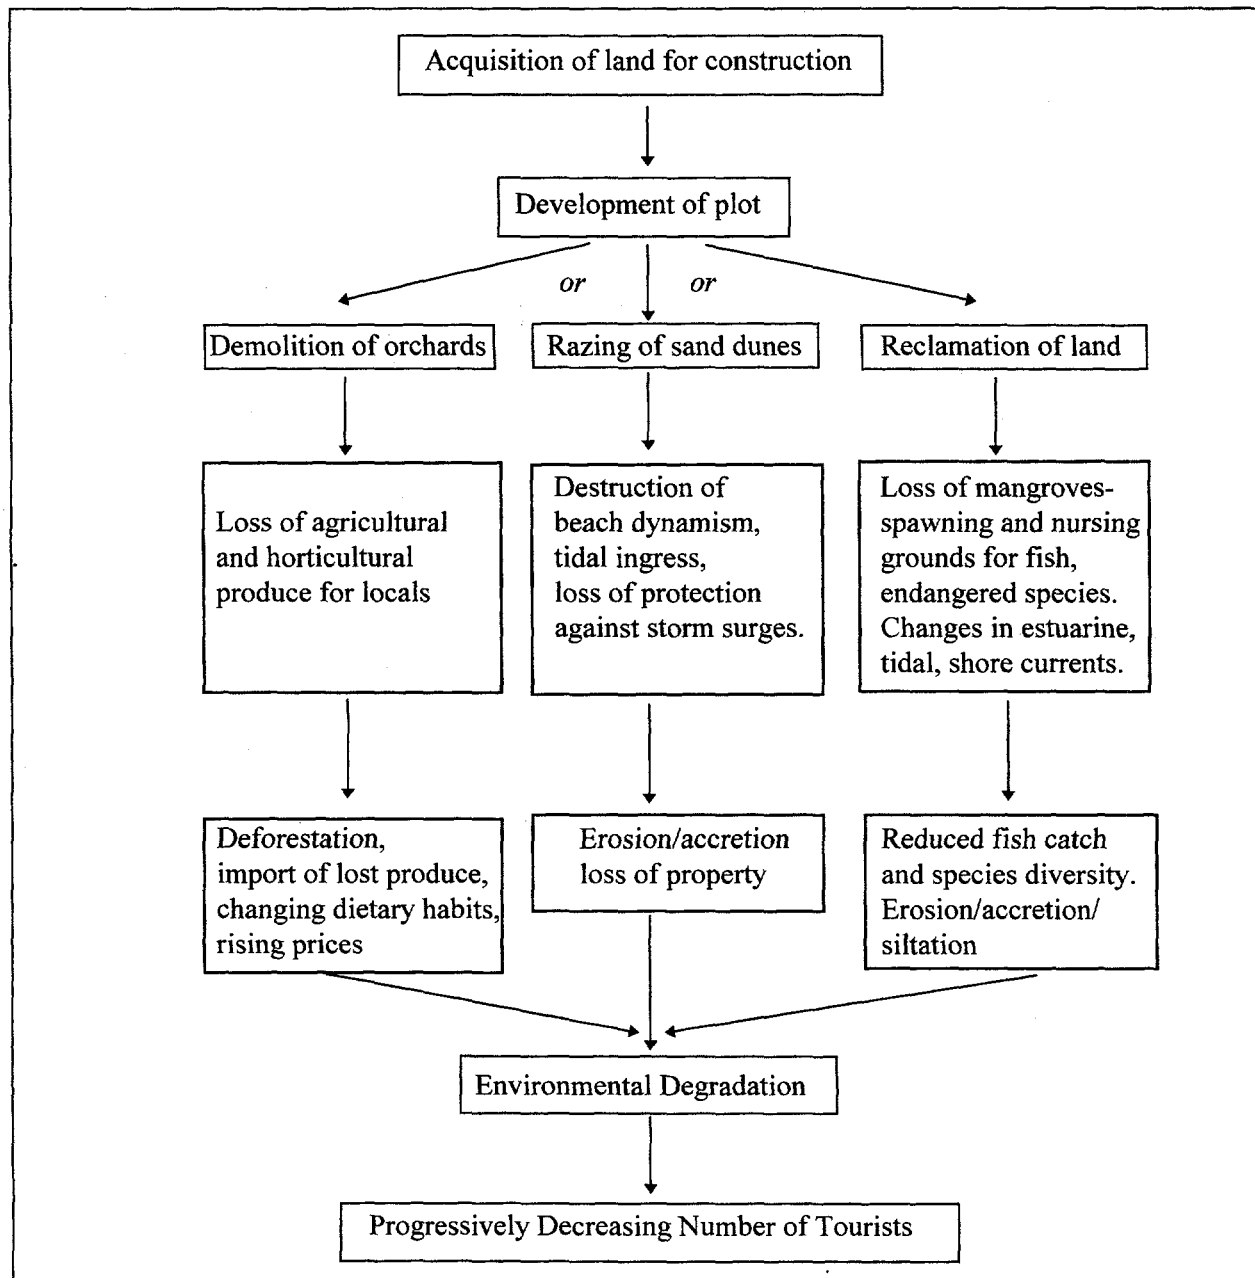 Acquisition of land for construction
Development of plot
or
or
Demolition of orchards
Razing of sand dunes
Reclamation of land
Loss of agricultural
and horticultural
produce for locals
Destruction of
beach dynamism,
tidal ingress,
loss of protection
against storm surges.
Loss of mangroves-
spawning and nursing
grounds for fish,
endangered species.
Changes in estuarine,
tidal, shore currents.
Deforestation,
import of lost produce,
changing dietary habits,
rising prices
Erosion/accretion
loss of property
Reduced fish catch
and species diversity.
Erosion/accretion/
siltation
Environmental Degradation
Progressively Decreasing Number of Tourists